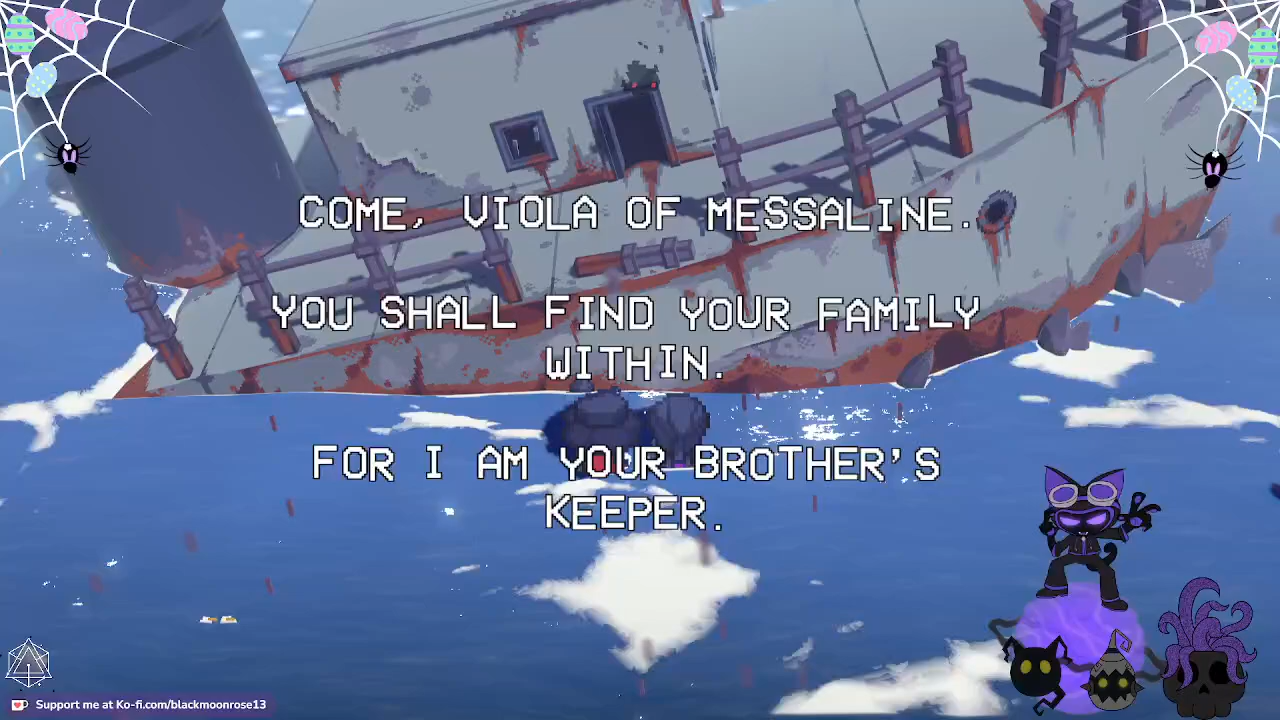 COME, VIOLA OF MESSALINE.
YOU SHALL FIND YOUR FAMILY
WITHIN.
FOR I AM YOUR BROTHER'S
KEEPER.
Support me at Ko-fi.com/blackmoonrose13